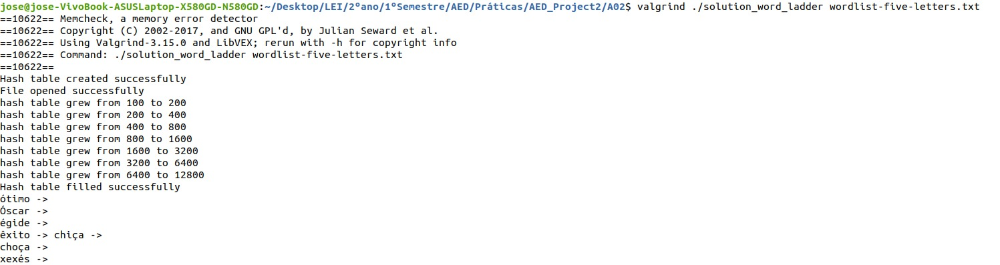 jose@jose-VivoBook-ASUSLaptop-X580GD-N580GD:~/Desktop/LEI/2ºano/1ºSemestre/AED/Práticas/AED_Project2/A02$ valgrind ./solution_word_ladder wordlist-five-letters.txt
==10622== Memcheck, a memory error detector
==10622== Copyright (C) 2002-2017, and GNU GPL'd, by Julian Seward et al.
==10622== Using Valgrind-3.15.0 and LibVEX; rerun with -h for copyright info
==10622== Command: ./solution_word_ladder wordlist-five-letters.txt
==10622==
Hash table created successfully
File opened successfully
hash table grew from 100 to 200
hash table grew from 200 to 400
hash table grew from 400 to 800
hash table grew from 800 to 1600
hash table grew from 1600 to 3200
hash table grew from 3200 to 6400
hash table grew from 6400 to 12800
Hash table filled successfully
ótimo ->
Óscar ->
égide ->
êxito -> chiça ->
choça ->
xexés ->